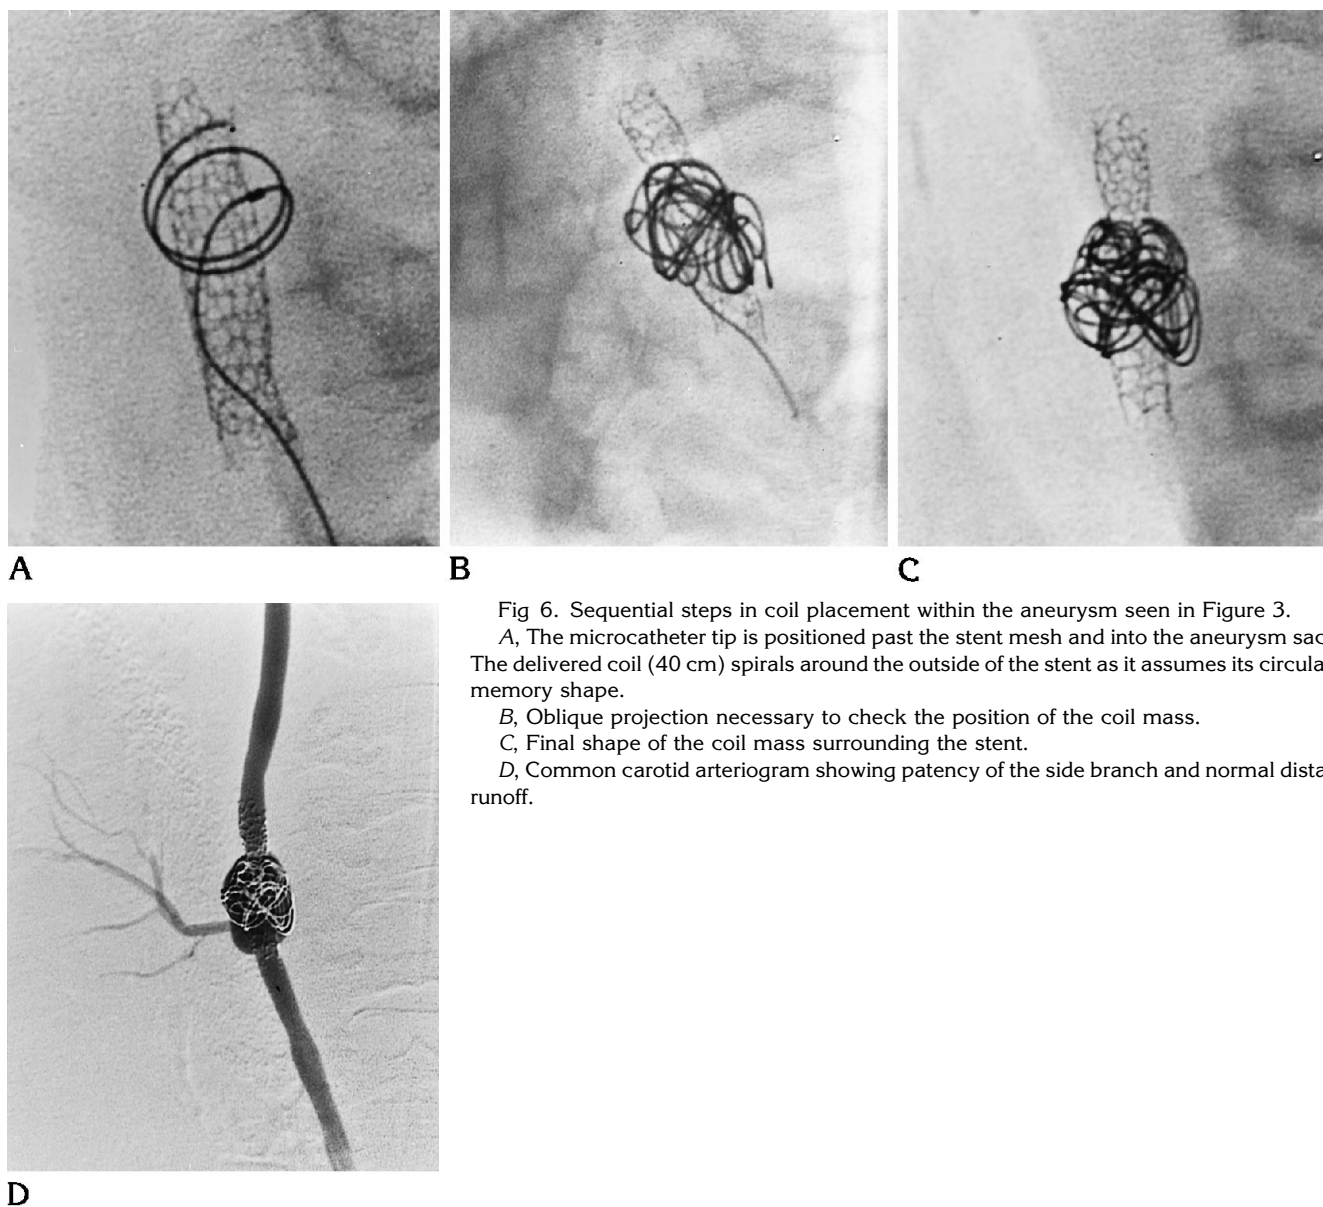 A
B
C
Fig 6. Sequential steps in coil placement within the aneurysm seen in Figure 3.
A, The microcatheter tip is positioned past the stent mesh and into the aneurysm sac
The delivered coil (40 cm) spirals around the outside of the stent as it assumes its circula
memory shape.
B, Oblique projection necessary to check the position of the coil mass.
C, Final shape of the coil mass surrounding the stent.
D, Common carotid arteriogram showing patency of the side branch and normal dista
runoff.
D